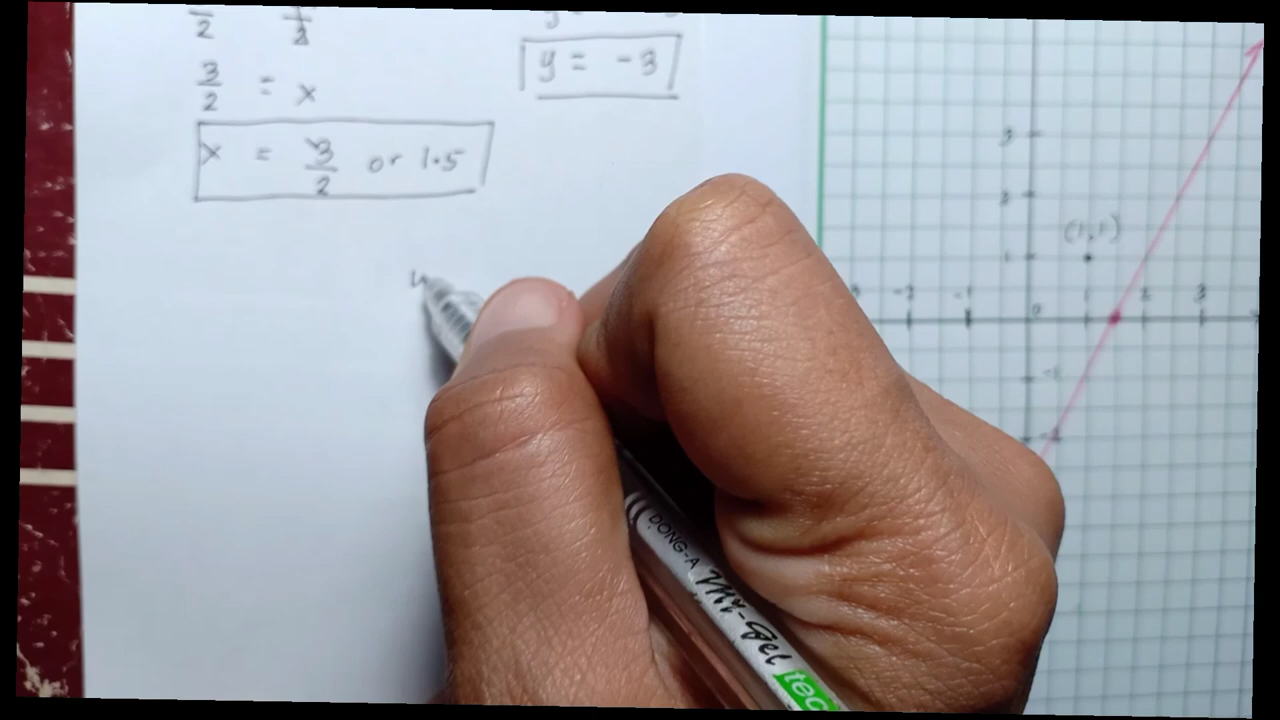 3/2 = x
x = 3/2 or 1.5
y = -3
(1,1)
3
2
1
-2 -1 0 1 2 3
-1
-2
DONG-A My-Gel tec